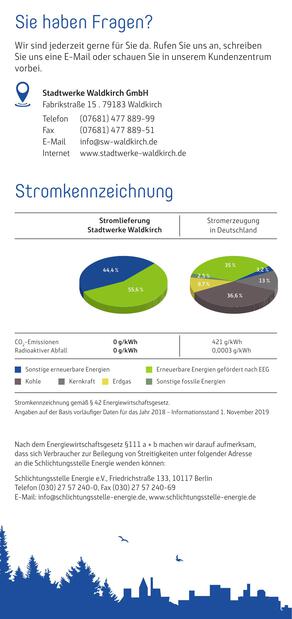 Sie haben Fragen?
Wir sind jederzeit gerne für Sie da. Rufen Sie uns an, schreiben
Sie uns eine E-Mail oder schauen Sie in unserem Kundenzentrum
vorbei.
Stadtwerke Waldkirch GmbH
Fabrikstraße 15 . 79183 Waldkirch
Telefon (07681) 477 889-99
Fax (07681) 477 889-51
E-Mail info@sw-waldkirch.de
Internet www.stadtwerke-waldkirch.de
Stromkennzeichnung
Stromlieferung Stromerzeugung
Stadtwerke Waldkirch in Deutschland
44,4 %
55,6 %
35 %
3,2 %
13 %
36,6 %
9,7 %
2,5 %
CO₂-Emissionen 0 g/kWh 421 g/kWh
Radioaktiver Abfall 0 g/kWh 0,0003 g/kWh
Sonstige erneuerbare Energien Erneuerbare Energien gefördert nach EEG
Kohle Kernkraft Erdgas Sonstige fossile Energien
Stromkennzeichnung gemäß § 42 Energiewirtschaftsgesetz.
Angaben auf der Basis vorläufiger Daten für das Jahr 2018 – Informationsstand 1. November 2019
Nach dem Energiewirtschaftsgesetz §111 a + b machen wir darauf aufmerksam,
dass sich Verbraucher zur Beilegung von Streitigkeiten unter folgender Adresse
an die Schlichtungsstelle Energie wenden können:
Schlichtungsstelle Energie e.V., Friedrichstraße 133, 10117 Berlin
Telefon (030) 27 57 240-0, Fax (030) 27 57 240-69
E-Mail: info@schlichtungsstelle-energie.de, www.schlichtungsstelle-energie.de